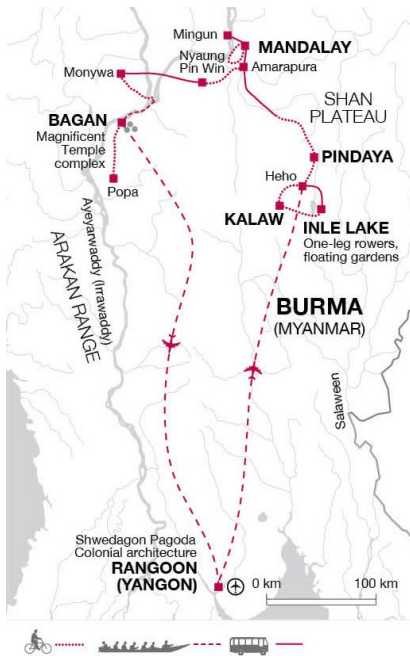 Mingun
MANDALAY
Nyaung
Pin Win
Amarapura
Monywa
SHAN
PLATEAU
BAGAN
Magnificent
Temple
complex
PINDAYA
Heho
Popa
KALAW
INLE LAKE
One-leg rowers,
floating gardens
Ayeyarwaddy (Irrawaddy)
ARAKAN RANGE
BURMA
(MYANMAR)
Salaween
Shwedagon Pagoda
Colonial architecture
RANGOON
(YANGON)
0 km
100 km